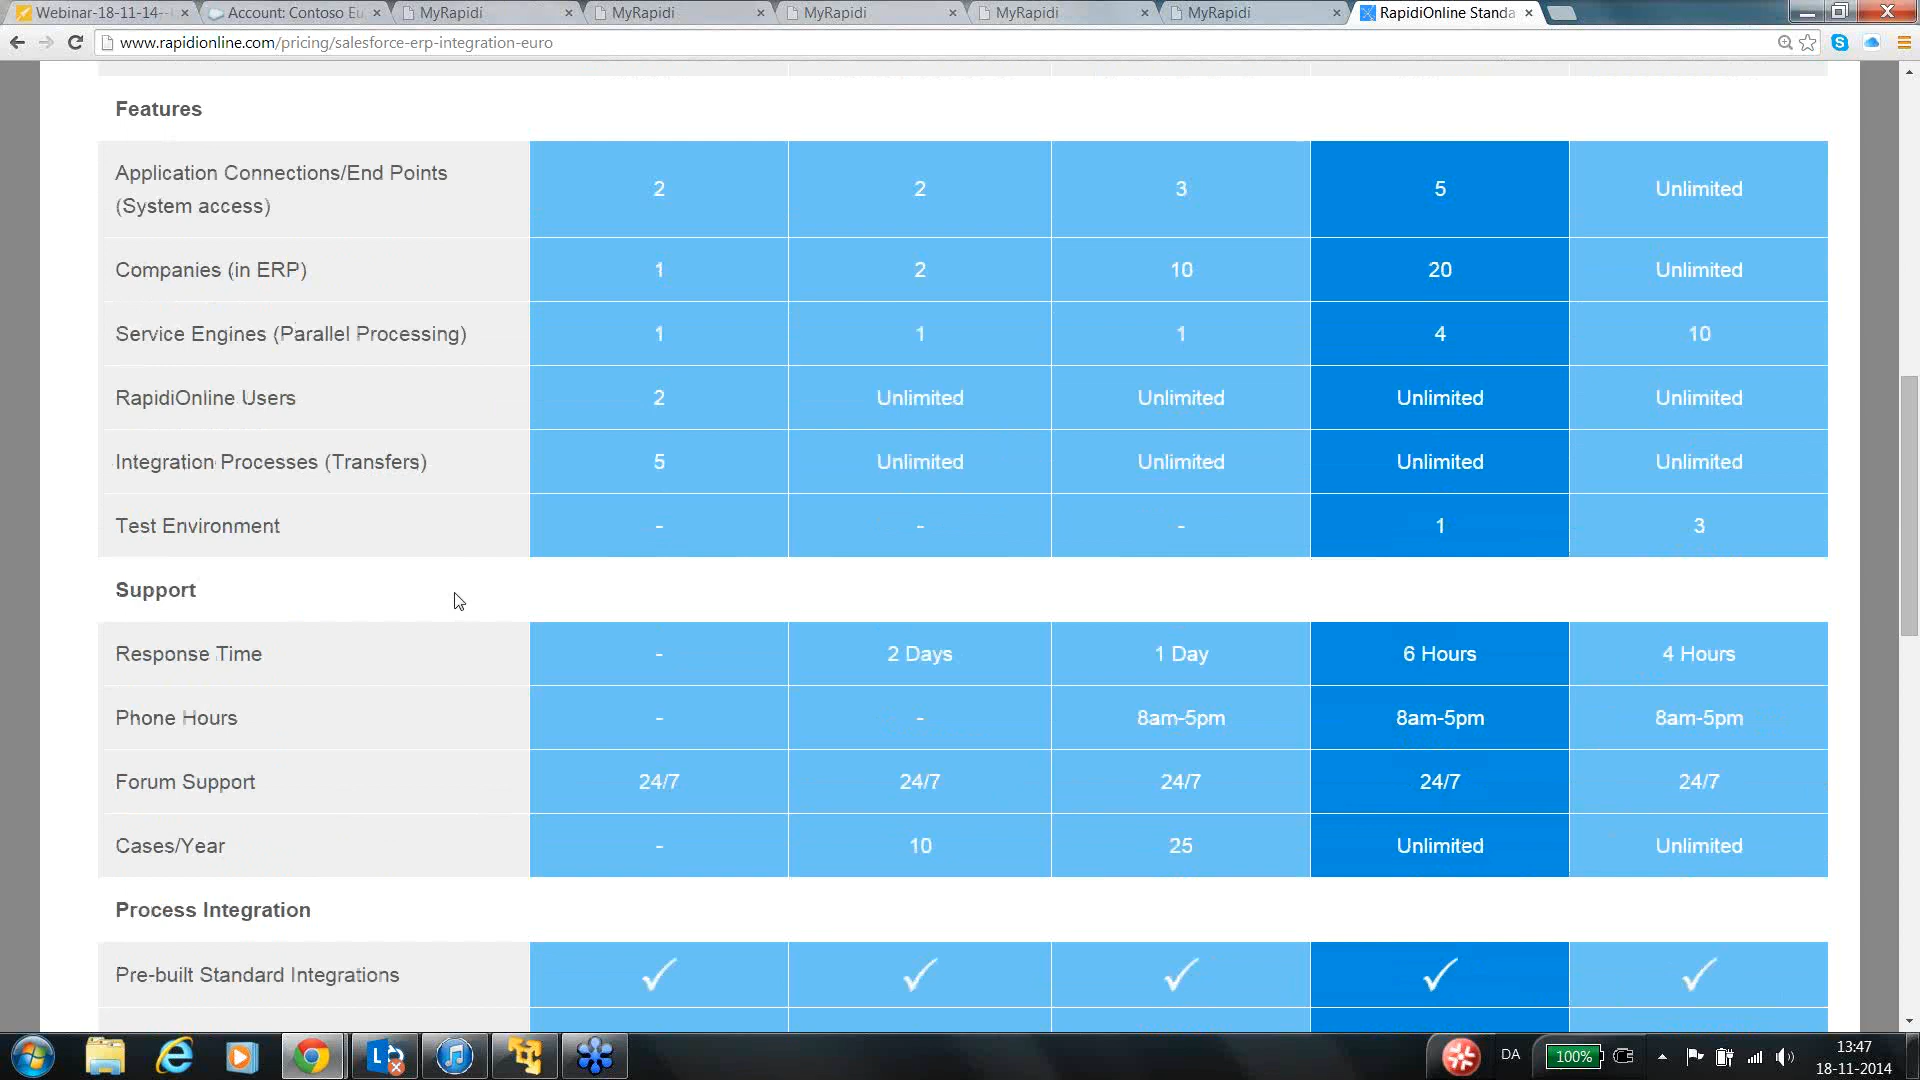 Webinar-18-11-14--
Account: Contoso Eu
MyRapidi
MyRapidi
MyRapidi
MyRapidi
MyRapidi
RapidiOnline Standa
www.rapidionline.com/pricing/salesforce-erp-integration-euro
Features
Application Connections/End Points
(System access)
2 2 3 5 Unlimited
Companies (in ERP) 1 2 10 20 Unlimited
Service Engines (Parallel Processing) 1 1 1 4 10
RapidiOnline Users 2 Unlimited Unlimited Unlimited Unlimited
Integration Processes (Transfers) 5 Unlimited Unlimited Unlimited Unlimited
Test Environment - - - 1 3
Support
Response Time - 2 Days 1 Day 6 Hours 4 Hours
Phone Hours - - 8am-5pm 8am-5pm 8am-5pm
Forum Support 24/7 24/7 24/7 24/7 24/7
Cases/Year - 10 25 Unlimited Unlimited
Process Integration
Pre-built Standard Integrations ✓ ✓ ✓ ✓ ✓
DA
100%
13:47
18-11-2014